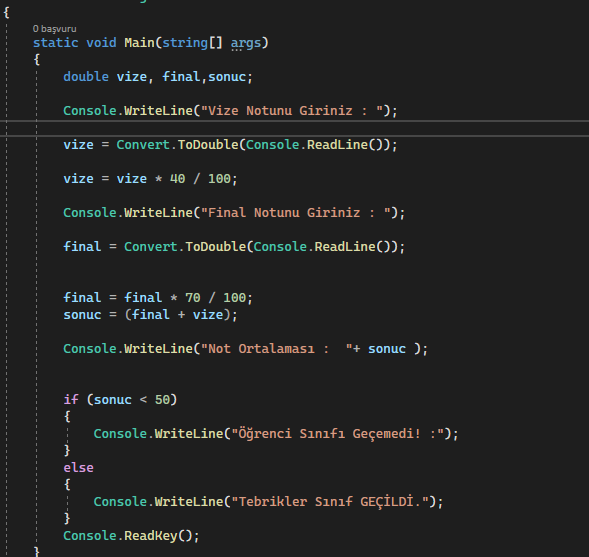 {
0 başvuru
static void Main(string[] args)
{
double vize, final,sonuc;
Console.WriteLine("Vize Notunu Giriniz : ");
vize = Convert.ToDouble(Console.ReadLine());
vize = vize * 40 / 100;
Console.WriteLine("Final Notunu Giriniz : ");
final = Convert.ToDouble(Console.ReadLine());
final = final * 70 / 100;
sonuc = (final + vize);
Console.WriteLine("Not Ortalaması :  "+ sonuc );
if (sonuc < 50)
{
Console.WriteLine("Öğrenci Sınıfı Geçemedi! :");
}
else
{
Console.WriteLine("Tebrikler Sınıf GEÇİLDİ.");
}
Console.ReadKey();
}